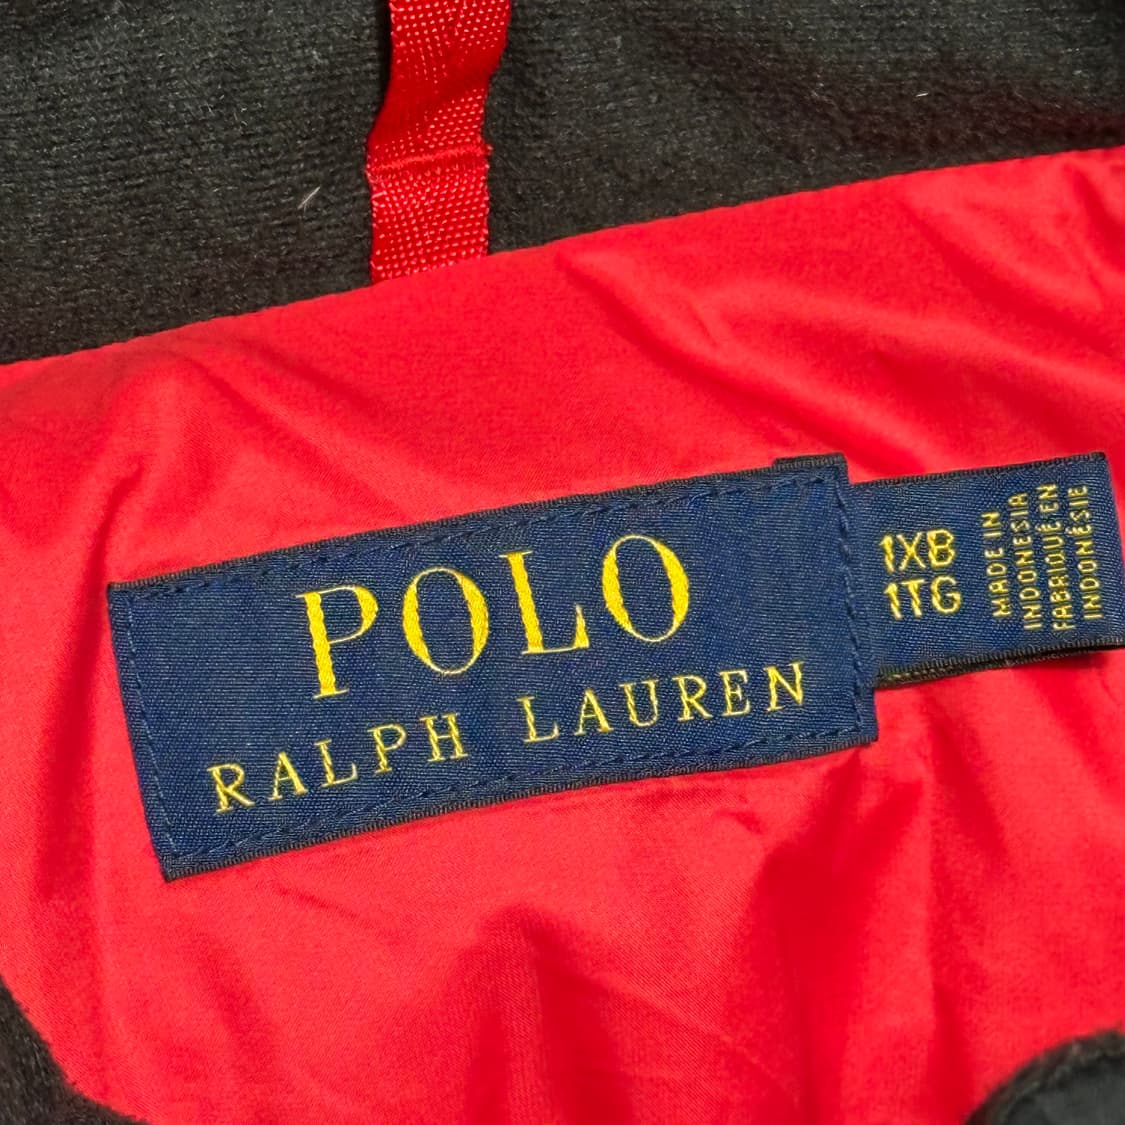 POLO
RALPH LAUREN
1XB
1TG
MADE IN
INDONESIA
FABRIQUÉ EN
INDONÉSIE